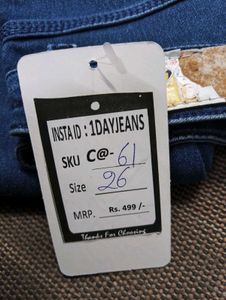 INSTA ID : 1DAYJEANS
SKU C@-61
Size 26
MRP. Rs. 499 /-
Thanks For Choosing